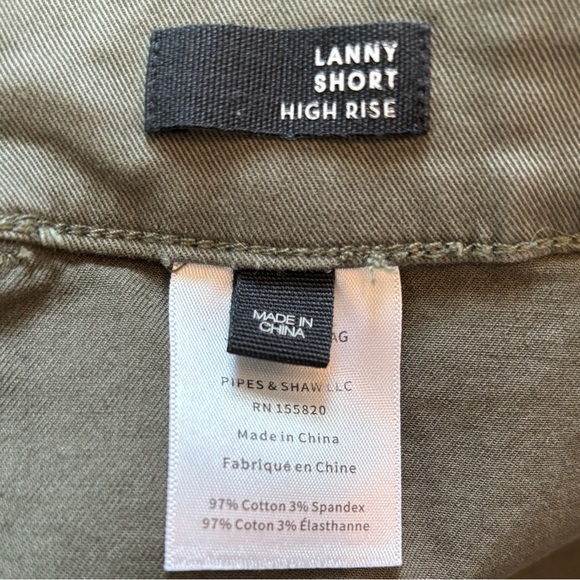 LANNY
SHORT
HIGH RISE
MADE IN
CHINA
AG
PIPES & SHAW LLC
RN 155820
Made in China
Fabriqué en Chine
97% Cotton 3% Spandex
97% Coton 3% Élasthanne